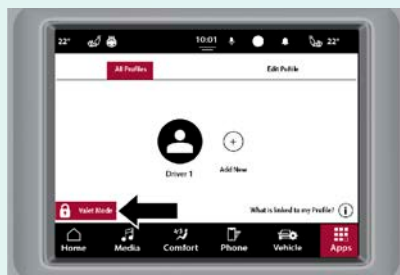 22° 10:01 22°
All Profiles Edit Profile
Driver 1 Add New
Valet Mode What is linked to my Profile? i
Home Media Comfort Phone Vehicle Apps